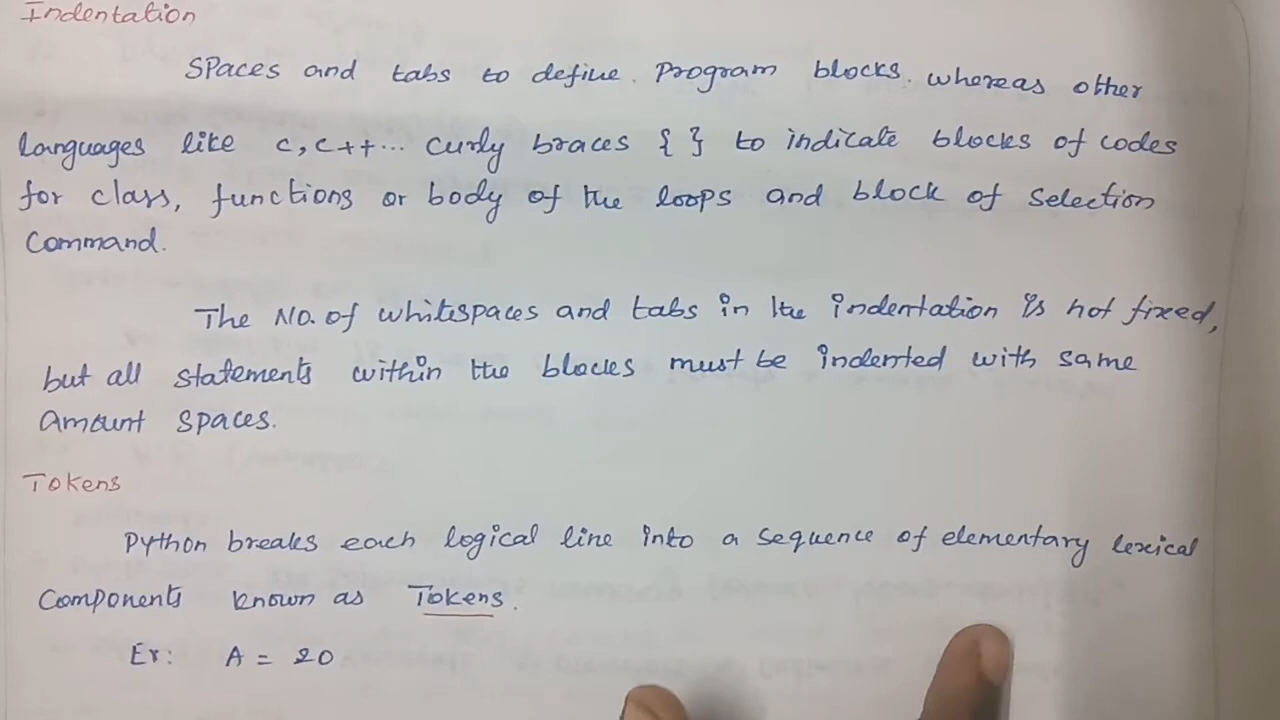 Indentation
Spaces and tabs to define. Program blocks. whereas other
languages like c, c++... curly braces { } to indicate blocks of codes
for class, functions or body of the loops and block of selection
command.
The No. of whitespaces and tabs in the indentation is not fixed,
but all statements within the blocks must be indented with same
amount spaces.
Tokens
Python breaks each logical line into a sequence of elementary lexical
components known as Tokens.
Ex: A = 20